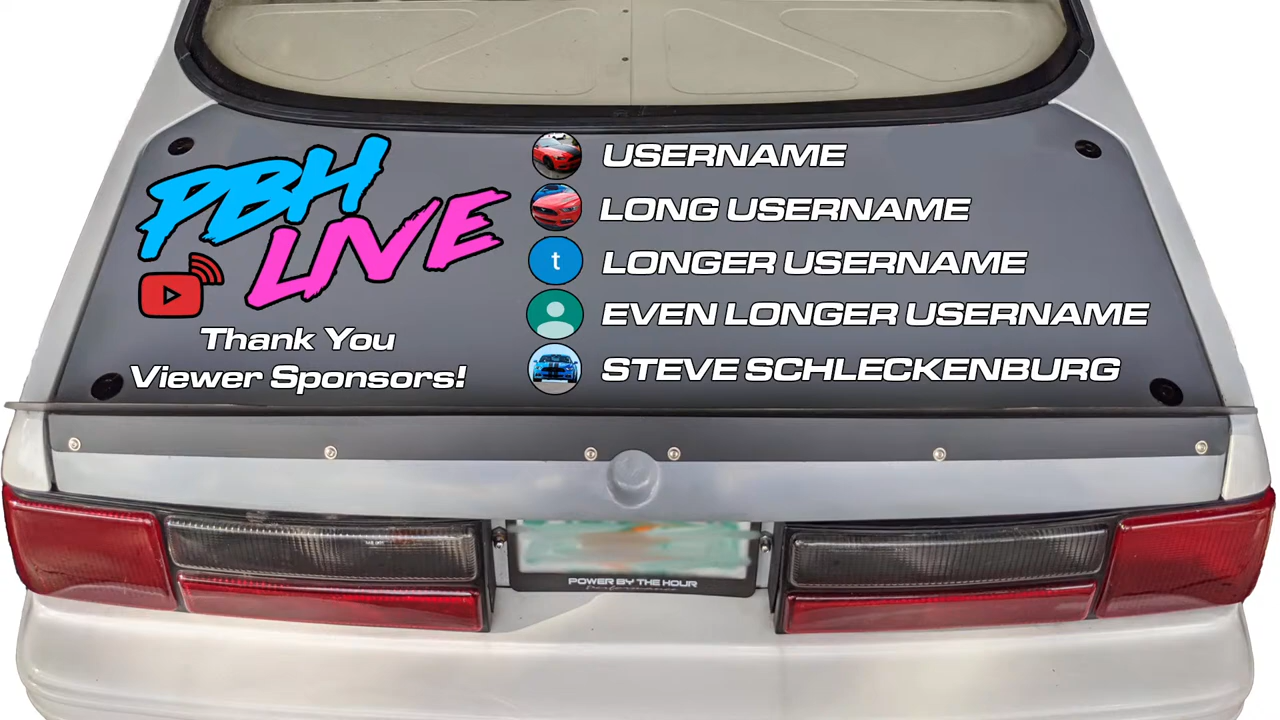 PBH
LIVE
Thank You
Viewer Sponsors!
USERNAME
LONG USERNAME
t
LONGER USERNAME
EVEN LONGER USERNAME
STEVE SCHLECKENBURG
POWER BY THE HOUR
performance